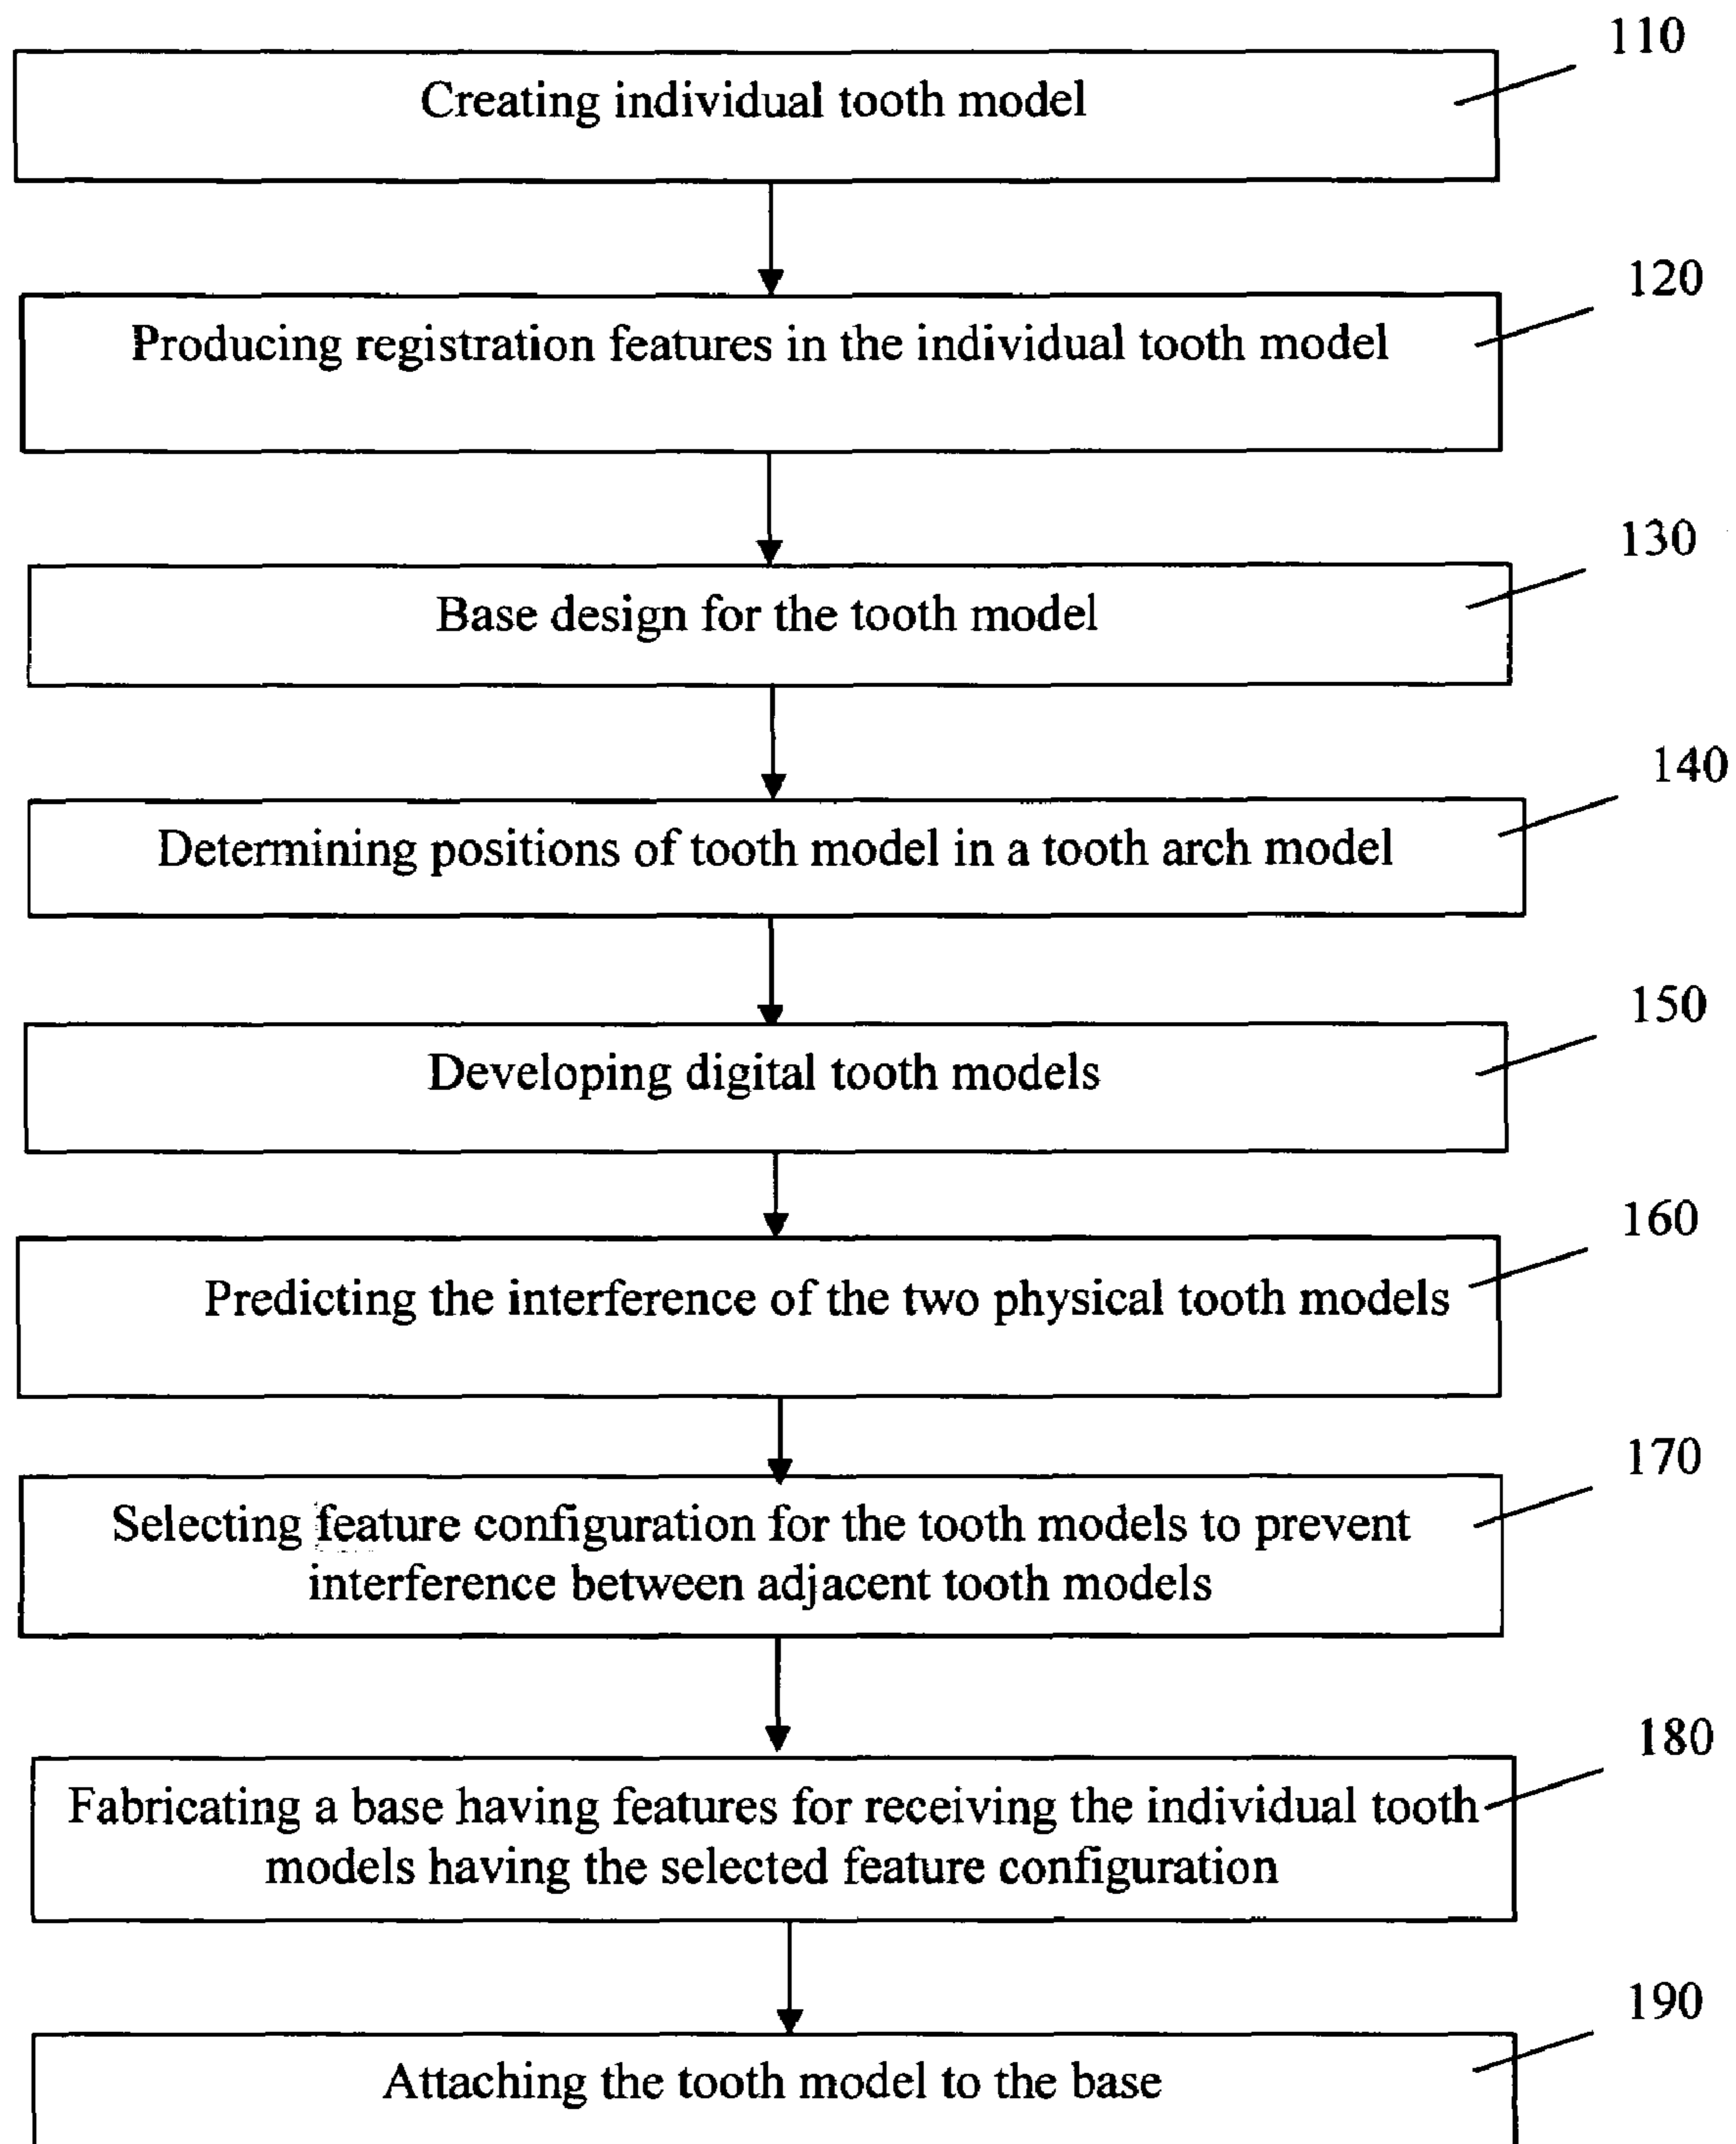 110
Creating individual tooth model
120
Producing registration features in the individual tooth model
130
Base design for the tooth model
140
Determining positions of tooth model in a tooth arch model
150
Developing digital tooth models
160
Predicting the interference of the two physical tooth models
170
Selecting feature configuration for the tooth models to prevent
interference between adjacent tooth models
180
Fabricating a base having features for receiving the individual tooth
models having the selected feature configuration
190
Attaching the tooth model to the base